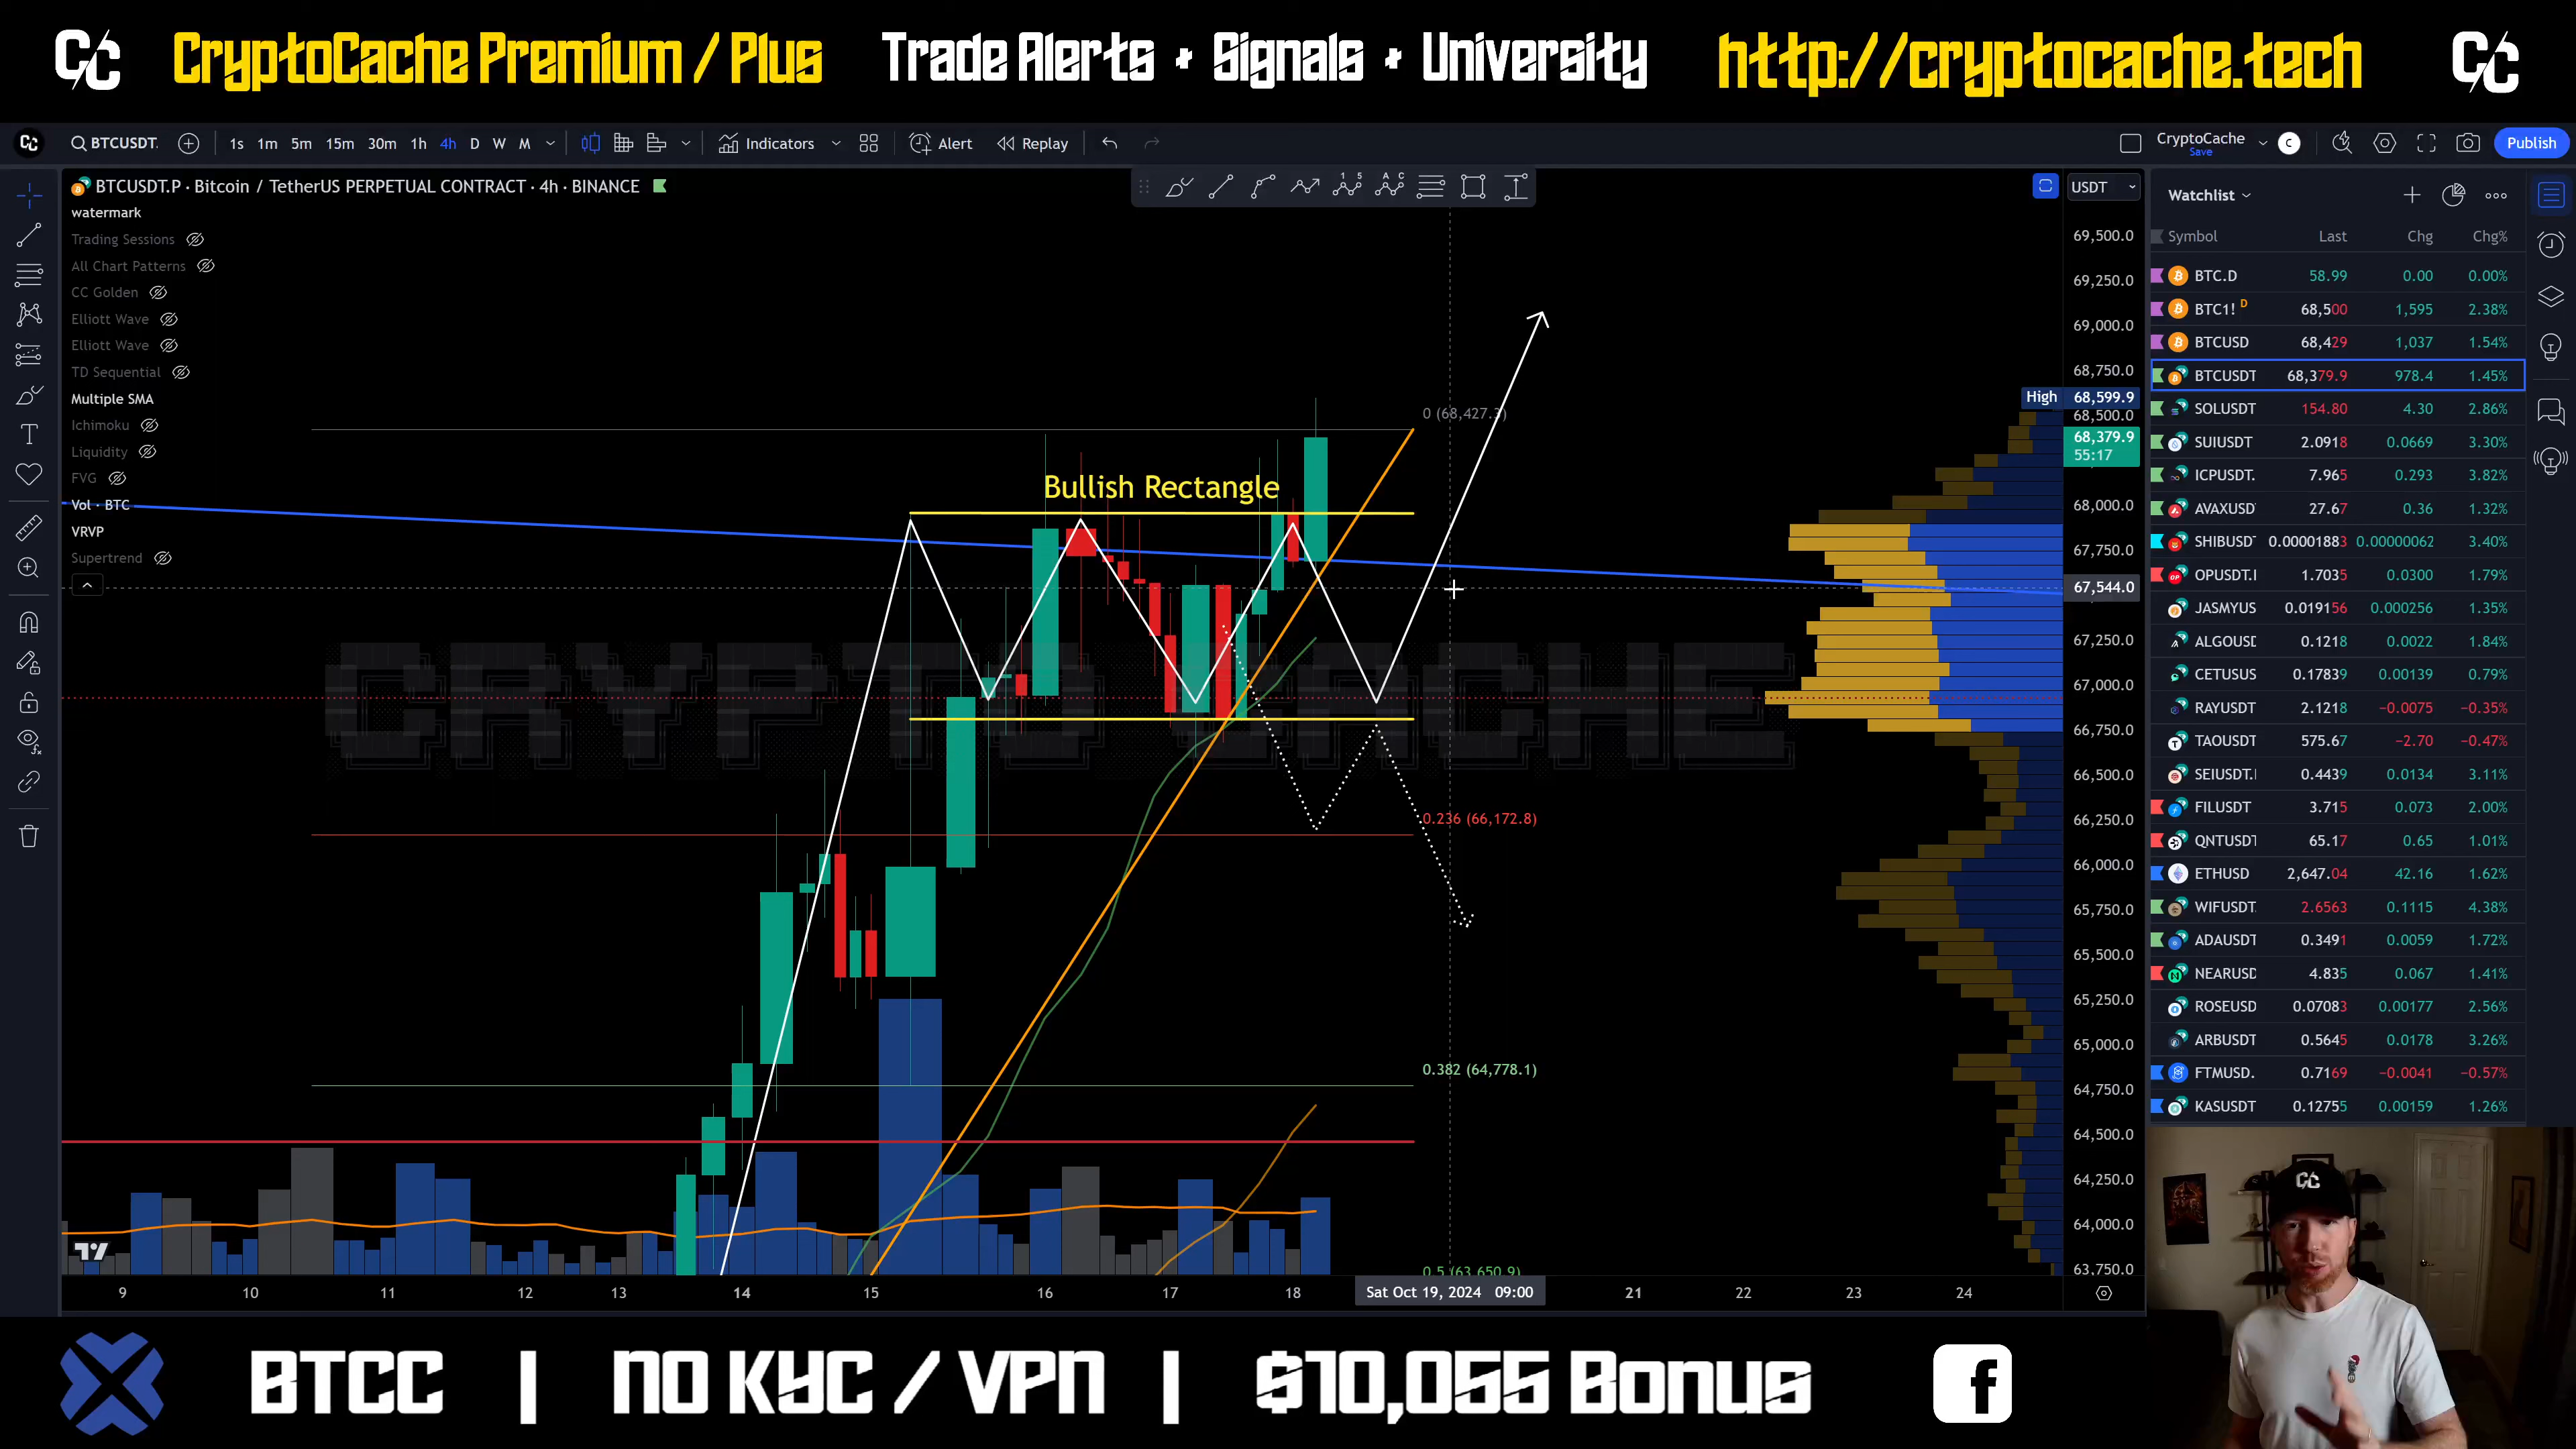 CC CryptoCache Premium / Plus Trade Alerts + Signals + University http://cryptocache.tech CC
CC BTCUSDT. 1s 1m 5m 15m 30m 1h 4h D W M Indicators Alert Replay CryptoCache Save C Publish
BTCUSDT.P · Bitcoin / TetherUS PERPETUAL CONTRACT · 4h · BINANCE
watermark
Trading Sessions
All Chart Patterns
CC Golden
Elliott Wave
Elliott Wave
TD Sequential
Multiple SMA
Ichimoku
Liquidity
FVG
Vol · BTC
VRVP
Supertrend
Bullish Rectangle
CRYPTO CACHE
0 (68,427.3)
0.236 (66,172.8)
0.382 (64,778.1)
0.5 (63,650.9)
USDT
69,500.0
69,250.0
69,000.0
68,750.0
High 68,599.9
68,500.0
68,379.9
55:17
68,000.0
67,750.0
67,544.0
67,250.0
67,000.0
66,750.0
66,500.0
66,250.0
66,000.0
65,750.0
65,500.0
65,250.0
65,000.0
64,750.0
64,500.0
64,250.0
64,000.0
63,750.0
9 10 11 12 13 14 15 16 17 18 Sat Oct 19, 2024 09:00 21 22 23 24
Watchlist
Symbol Last Chg Chg%
BTC.D 58.99 0.00 0.00%
BTC1! D 68,500 1,595 2.38%
BTCUSD 68,429 1,037 1.54%
BTCUSDT 68,379.9 978.4 1.45%
SOLUSDT 154.80 4.30 2.86%
SUIUSDT 2.0918 0.0669 3.30%
ICPUSDT. 7.965 0.293 3.82%
AVAXUSD 27.67 0.36 1.32%
SHIBUSD 0.00001883 0.00000062 3.40%
OPUSDT.I 1.7035 0.0300 1.79%
JASMYUS 0.019156 0.000256 1.35%
ALGOUSD 0.1218 0.0022 1.84%
CETUSUS 0.17839 0.00139 0.79%
RAYUSDT 2.1218 −0.0075 −0.35%
TAOUSDT 575.67 −2.70 −0.47%
SEIUSDT.I 0.4439 0.0134 3.11%
FILUSDT 3.715 0.073 2.00%
QNTUSDT 65.17 0.65 1.01%
ETHUSD 2,647.04 42.16 1.62%
WIFUSDT. 2.6563 0.1115 4.38%
ADAUSDT 0.3491 0.0059 1.72%
NEARUSD 4.835 0.067 1.41%
ROSEUSD 0.07083 0.00177 2.56%
ARBUSDT 0.5645 0.0178 3.26%
FTMUSD. 0.7169 −0.0041 −0.57%
KASUSDT 0.12755 0.00159 1.26%
CC
BTCC | NO KYC / VPN | $10,055 Bonus f